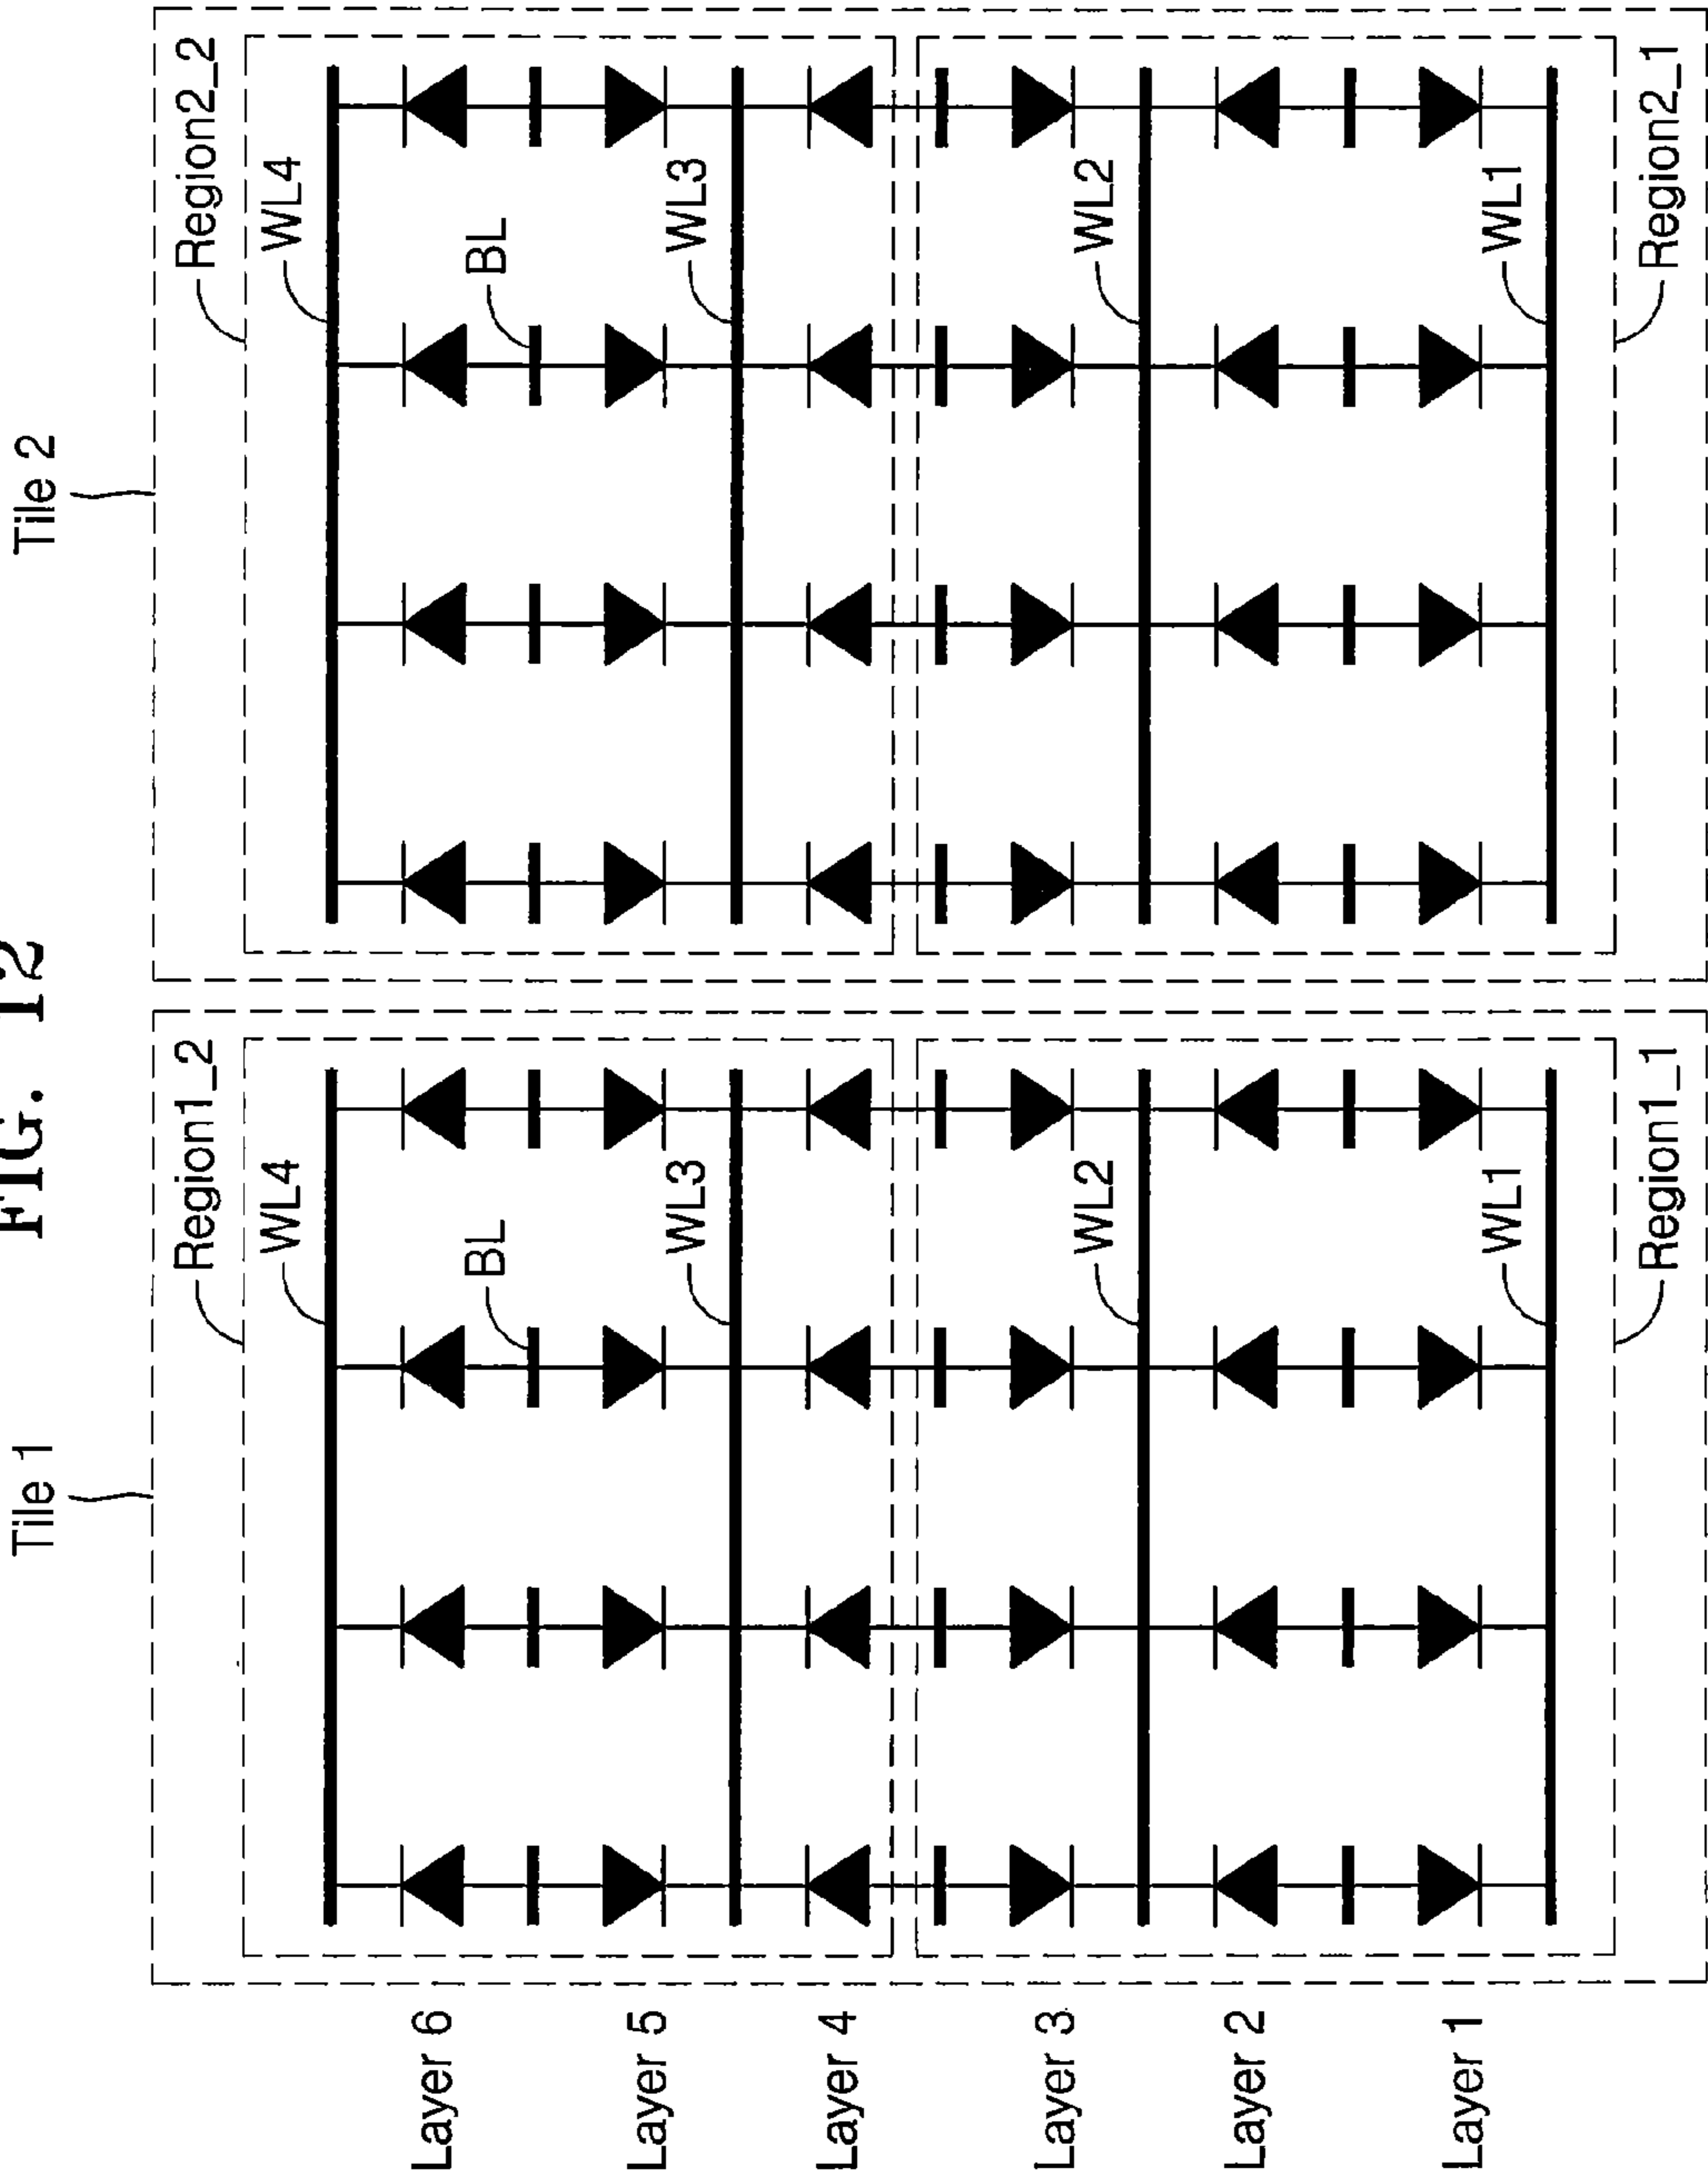 FIG. 12
Tile 1
Tile 2
Region1_2
Region2_2
WL4
WL4
Layer 6
BL
BL
Layer 5
WL3
WL3
Layer 4
Layer 3
WL2
WL2
Layer 2
Layer 1
WL1
WL1
Region1_1
Region2_1